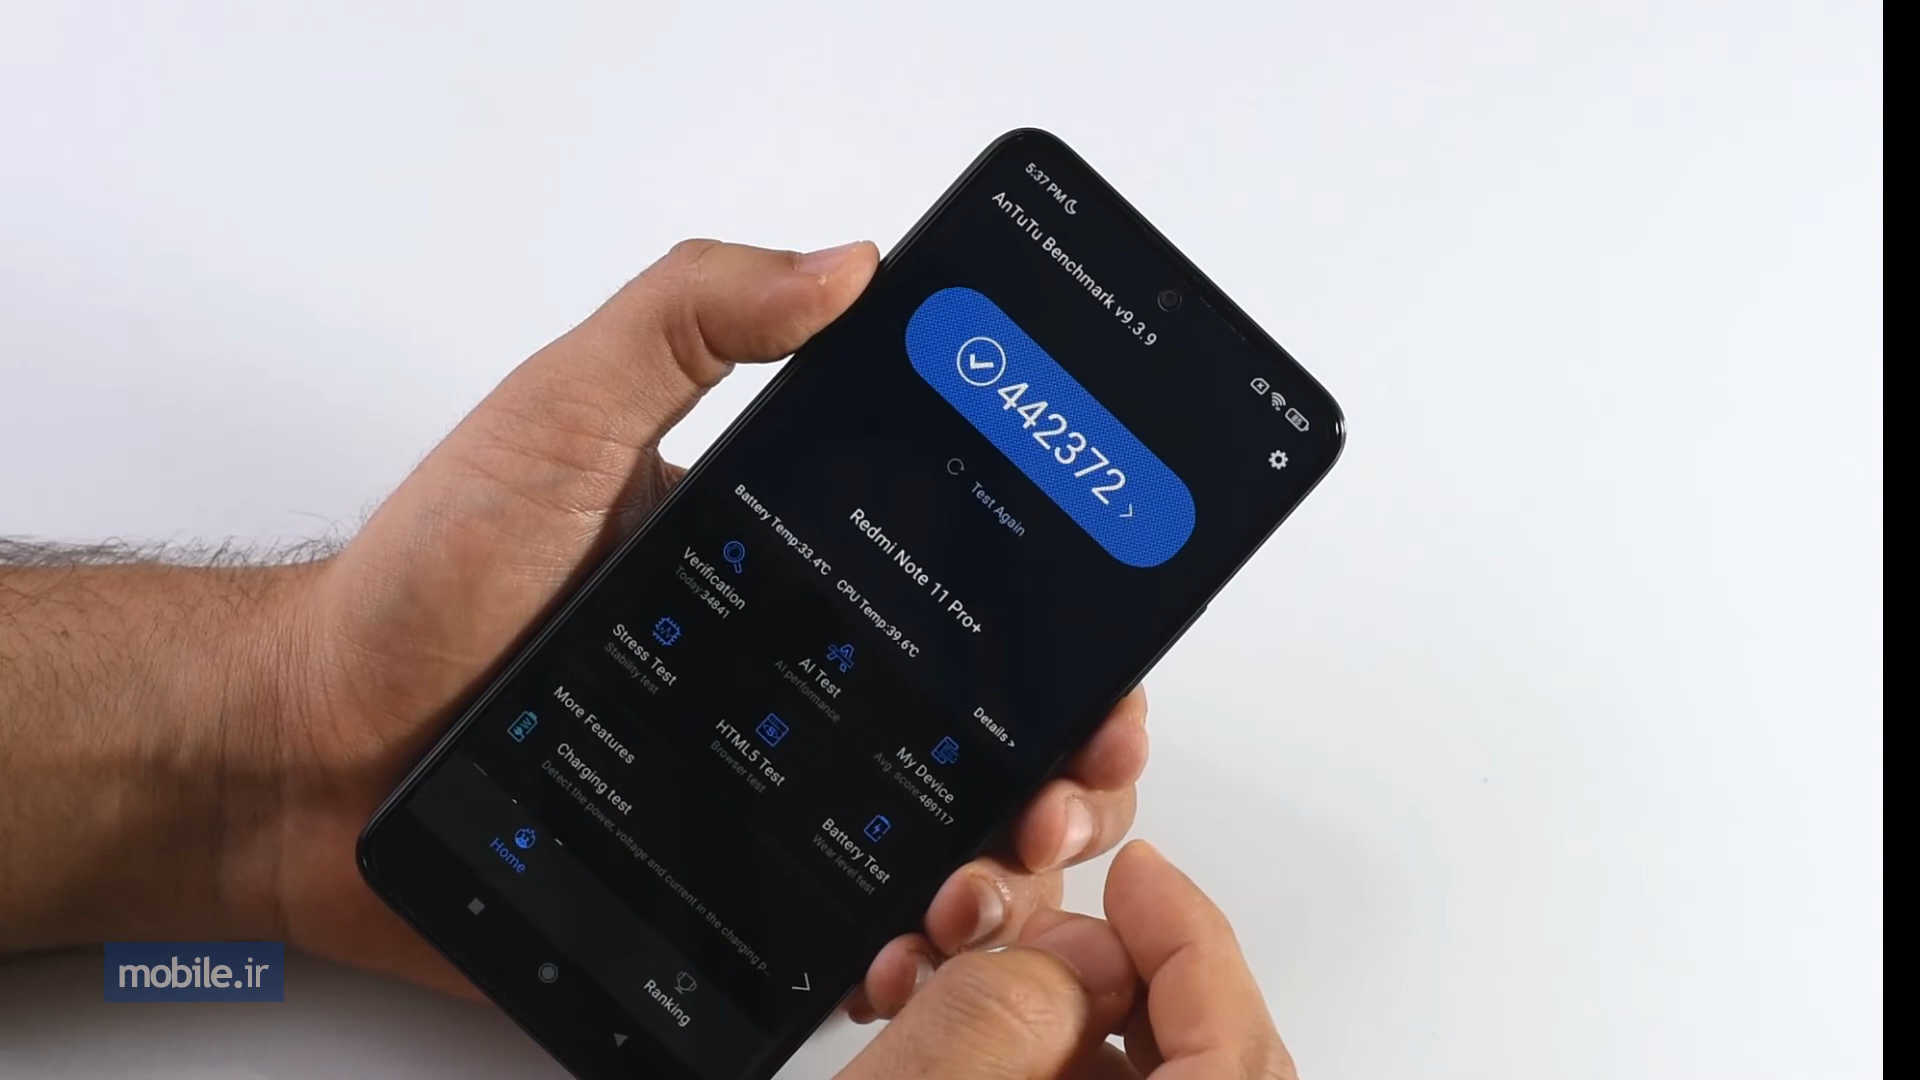 5:37 PM
85
AnTuTu Benchmark v9.3.9
442372
Test Again
Redmi Note 11 Pro+
Battery Temp:33.4℃ CPU Temp:39.6℃
Details >
Verification
Today:34841
AI Test
AI performance
My Device
Avg. score:489117
Stress Test
Stability test
HTML5 Test
Browser test
Battery Test
Wear level test
More Features
Charging test
Detect the power, voltage and current in the charging p...
Home
Ranking
mobile.ir